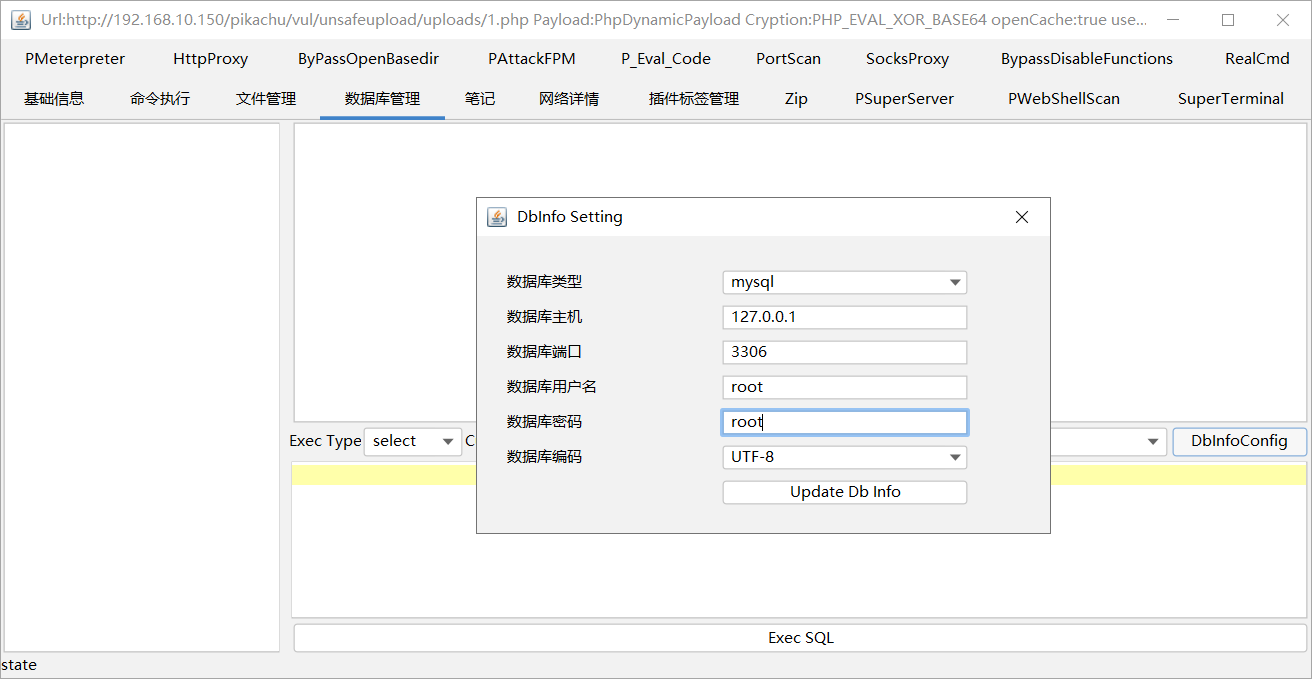 Url:http://192.168.10.150/pikachu/vul/unsafeupload/uploads/1.php Payload:PhpDynamicPayload Cryption:PHP_EVAL_XOR_BASE64 openCache:true use...
PMeterpreter HttpProxy ByPassOpenBasedir PAttackFPM P_Eval_Code PortScan SocksProxy BypassDisableFunctions RealCmd
基础信息 命令执行 文件管理 数据库管理 笔记 网络详情 插件标签管理 Zip PSuperServer PWebShellScan SuperTerminal
DbInfo Setting
数据库类型 mysql
数据库主机 127.0.0.1
数据库端口 3306
数据库用户名 root
数据库密码 root
数据库编码 UTF-8
Update Db Info
Exec Type select C DbInfoConfig
Exec SQL
state